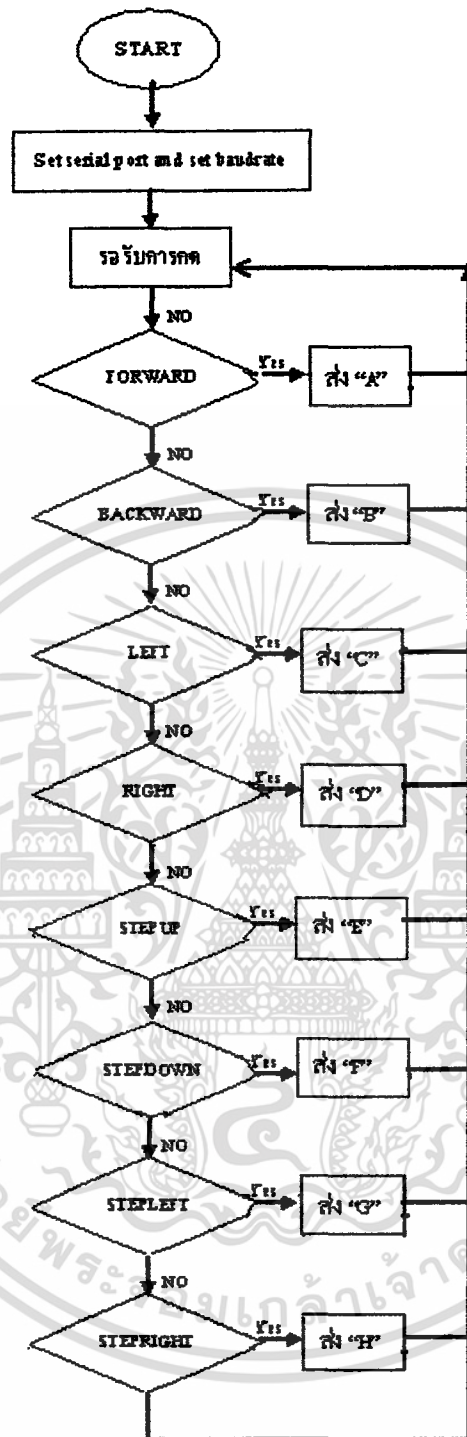 START
Set serial port and set baudrate
รอรับการกด
NO
FORWARD
Yes
ส่ง “A”
NO
BACKWARD
Yes
ส่ง “B”
NO
LEFT
Yes
ส่ง “C”
NO
RIGHT
Yes
ส่ง “D”
NO
STEPUP
Yes
ส่ง “E”
NO
STEPDOWN
Yes
ส่ง “F”
NO
STEPLEFT
Yes
ส่ง “G”
NO
STEPRIGHT
Yes
ส่ง “H”